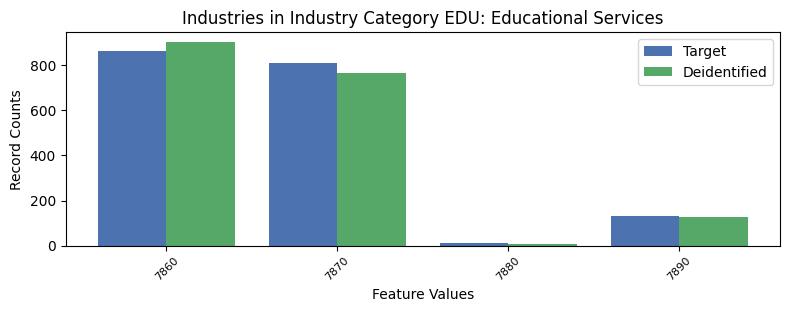 Industries in Industry Category EDU: Educational Services
Target
Deidentified
Record Counts
800
600
400
200
0
7860
7870
7880
7890
Feature Values